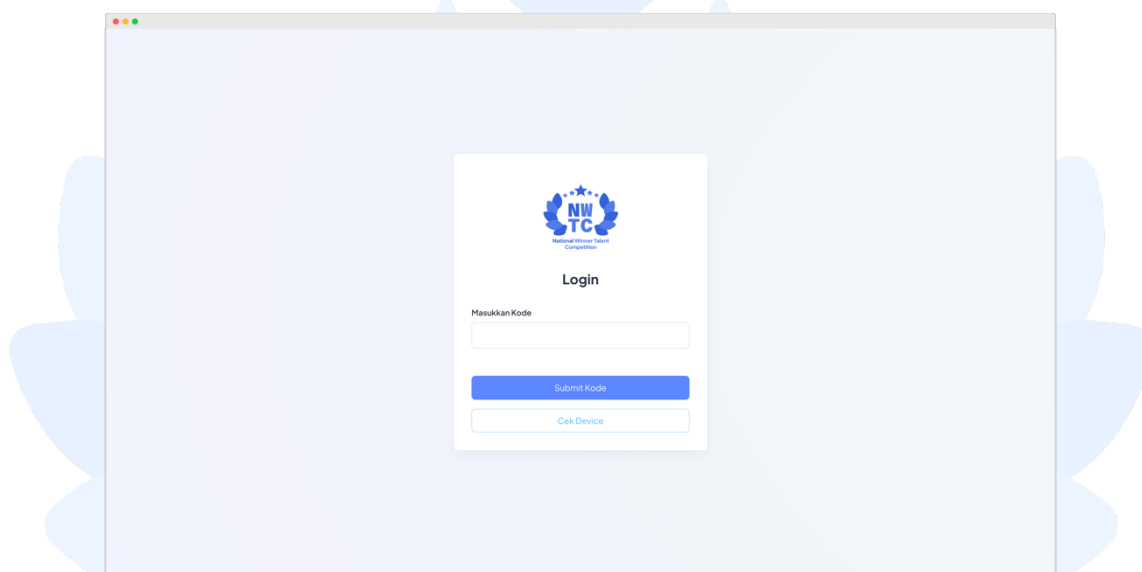 NW
TC
National Winner Talent
Competition
Login
Masukkan Kode
Submit Kode
Cek Device